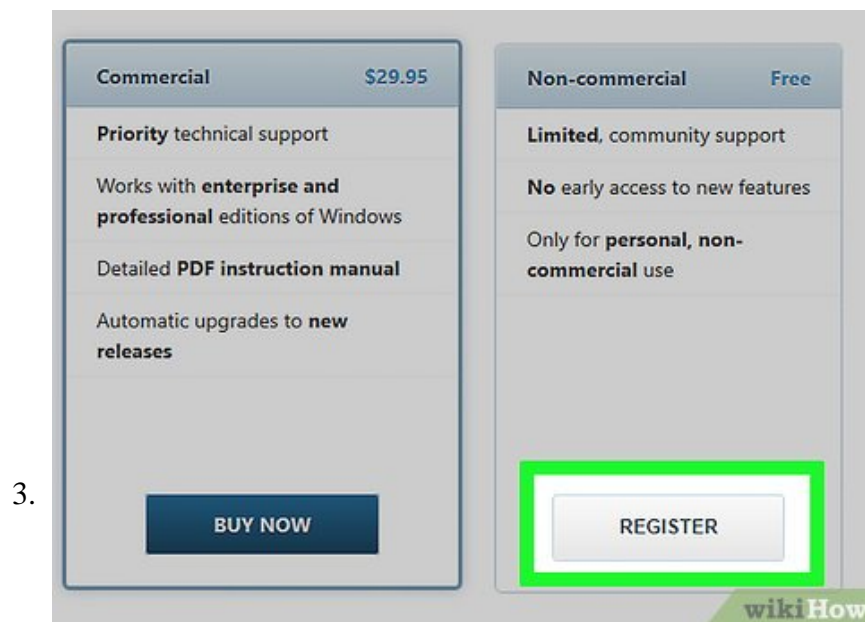 Commercial $29.95
Priority technical support
Works with enterprise and
professional editions of Windows
Detailed PDF instruction manual
Automatic upgrades to new
releases
BUY NOW
Non-commercial Free
Limited, community support
No early access to new features
Only for personal, non-
commercial use
REGISTER
3.
wikiHow